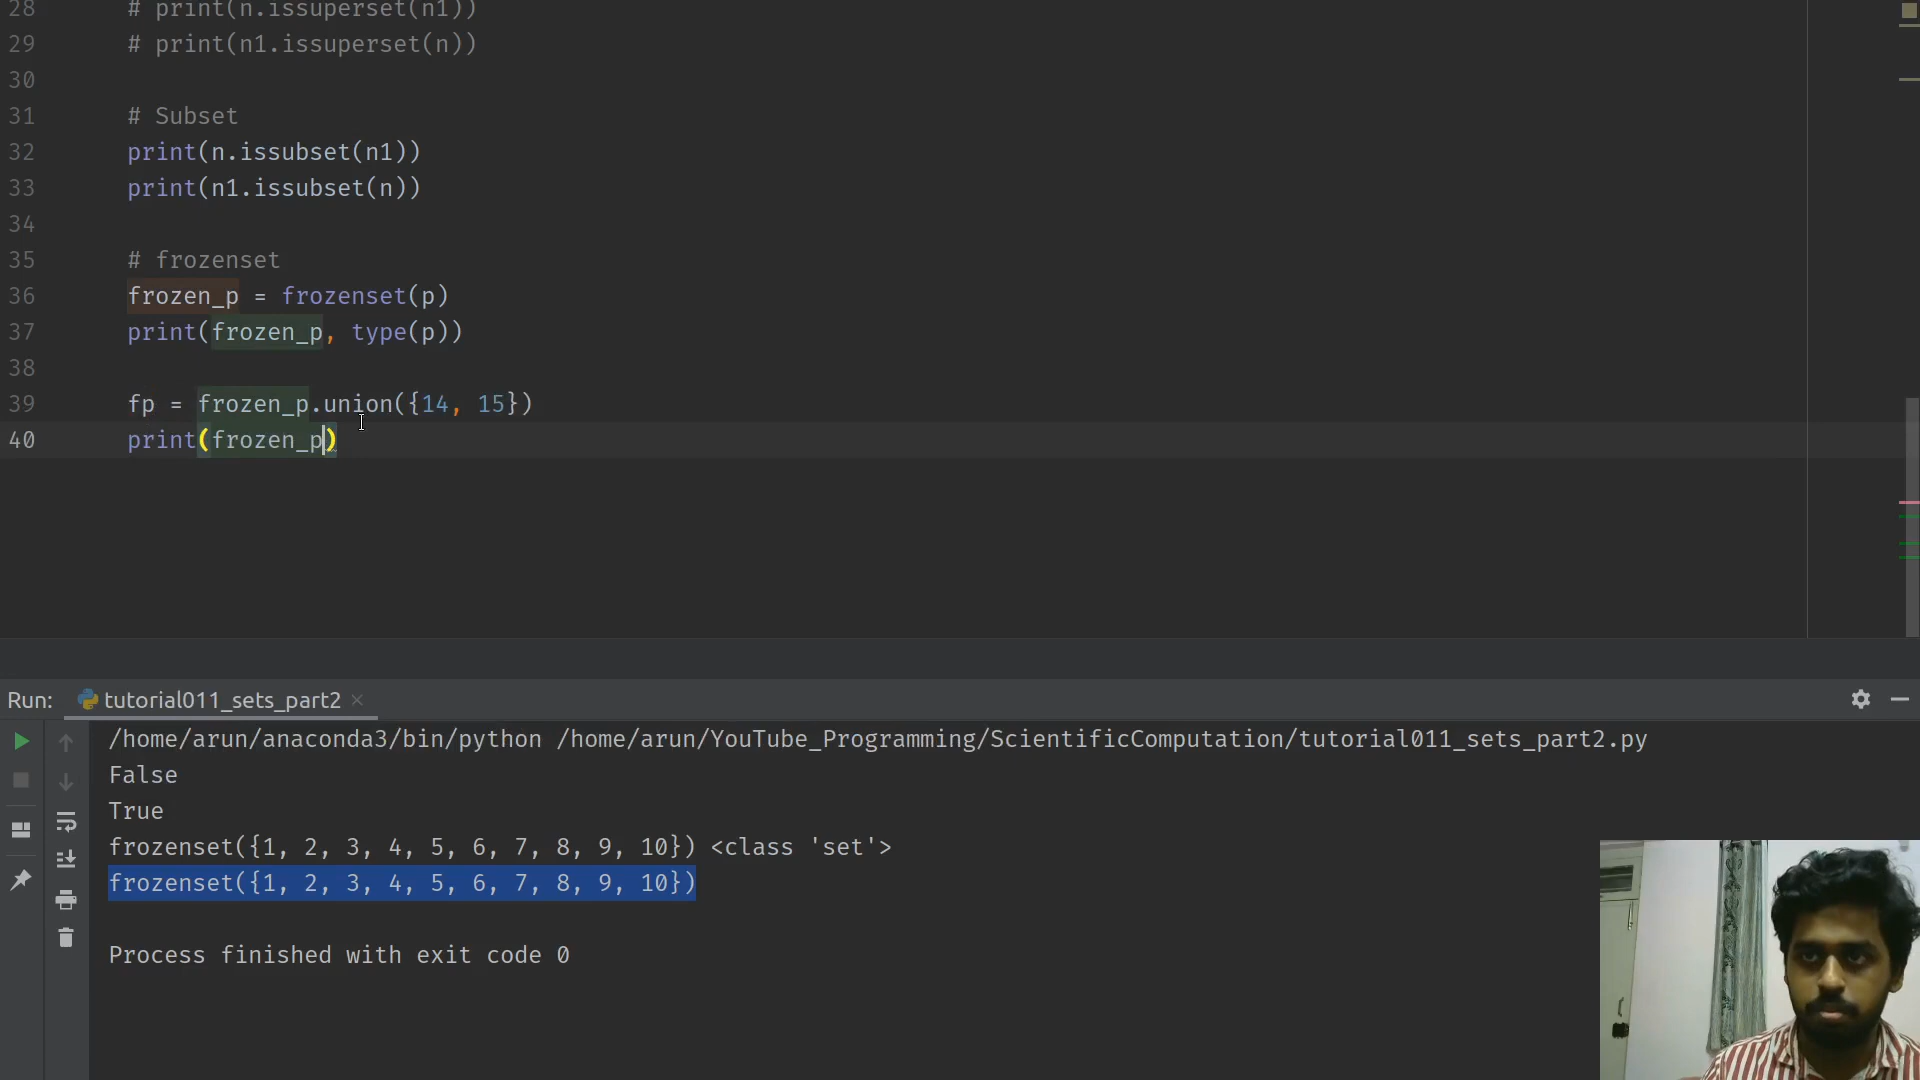 28 # print(n.issuperset(n1))
29 # print(n1.issuperset(n))
30
31 # Subset
32 print(n.issubset(n1))
33 print(n1.issubset(n))
34
35 # frozenset
36 frozen_p = frozenset(p)
37 print(frozen_p, type(p))
38
39 fp = frozen_p.union({14, 15})
40 print(frozen_p)
Run: tutorial011_sets_part2
/home/arun/anaconda3/bin/python /home/arun/YouTube_Programming/ScientificComputation/tutorial011_sets_part2.py
False
True
frozenset({1, 2, 3, 4, 5, 6, 7, 8, 9, 10}) <class 'set'>
frozenset({1, 2, 3, 4, 5, 6, 7, 8, 9, 10})
Process finished with exit code 0